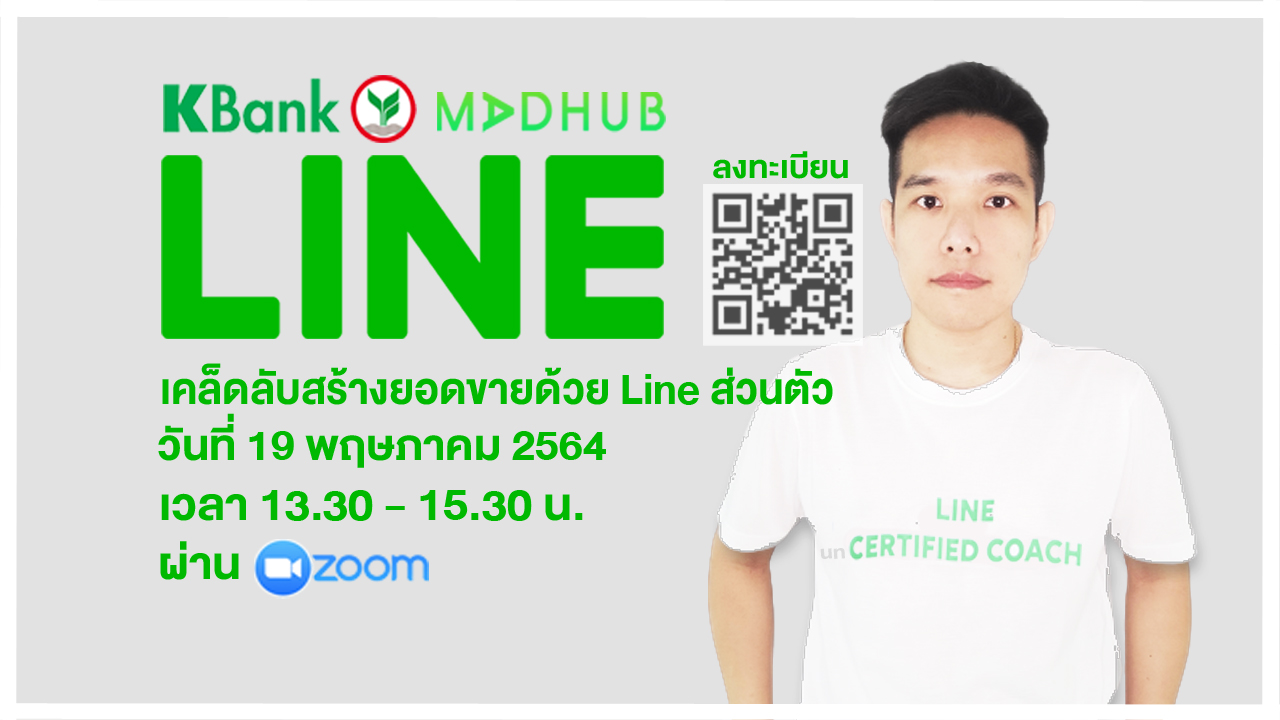 KBank MADHUB
LINE
ลงทะเบียน
เคล็ดลับสร้างยอดขายด้วย Line ส่วนตัว
วันที่ 19 พฤษภาคม 2564
เวลา 13.30 - 15.30 น.
ผ่าน zoom
LINE
un CERTIFIED COACH